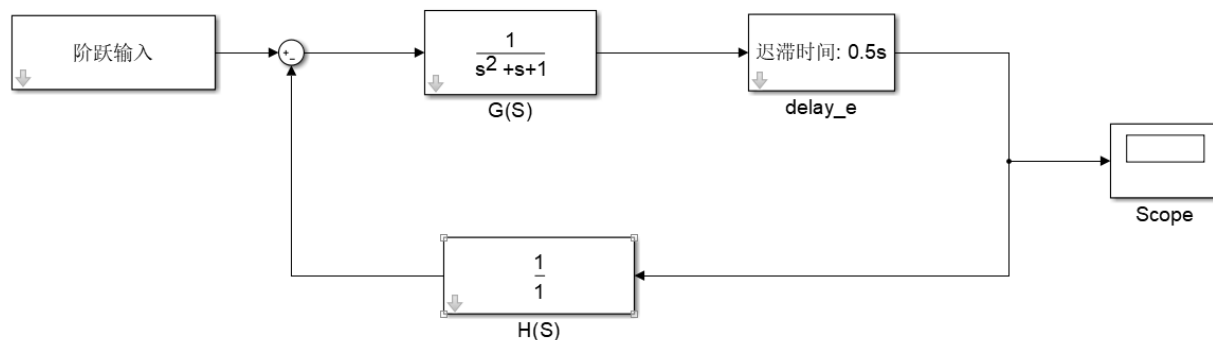 阶跃输入
+
-
1
s² +s+1
G(S)
迟滞时间: 0.5s
delay_e
Scope
1
1
H(S)